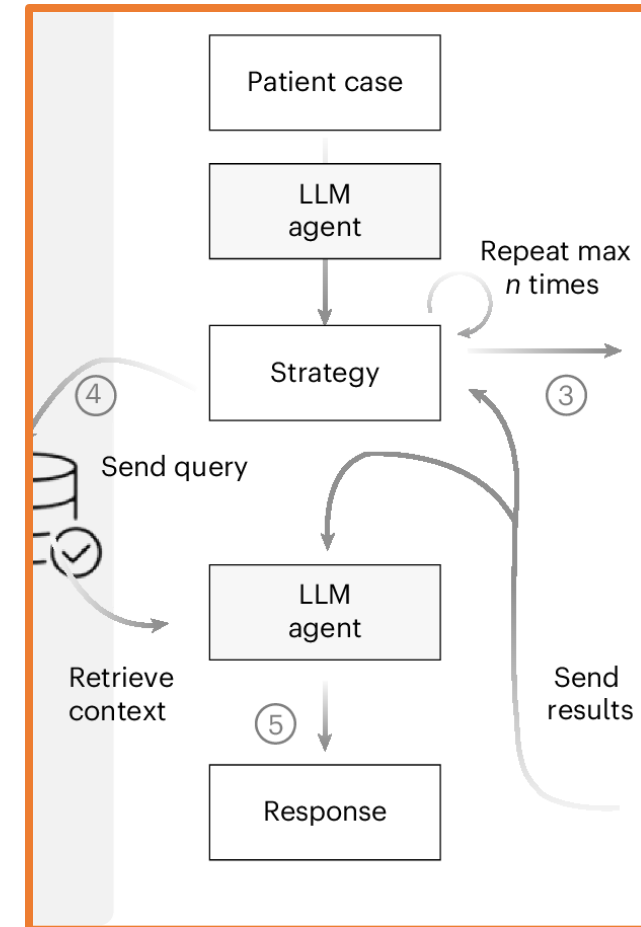 Patient case
LLM
agent
Repeat max
n times
Strategy
3
4
Send query
LLM
agent
Retrieve
context
Send
results
5
Response